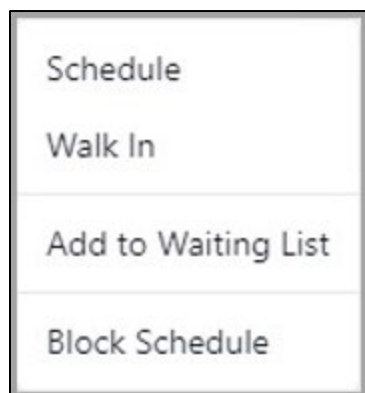 Schedule
Walk In
Add to Waiting List
Block Schedule